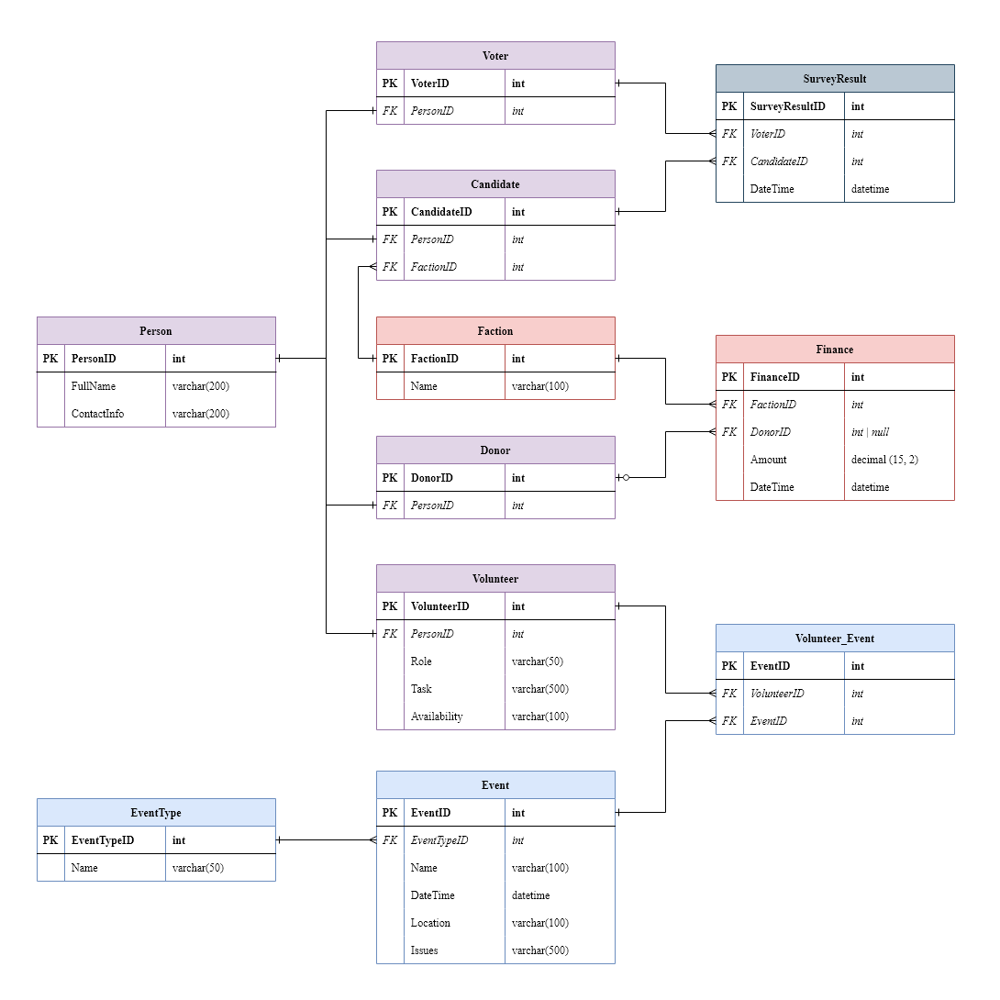 Voter
PK VoterID int
FK PersonID int
SurveyResult
PK SurveyResultID int
FK VoterID int
FK CandidateID int
DateTime datetime
Candidate
PK CandidateID int
FK PersonID int
FK FactionID int
Person
PK PersonID int
FullName varchar(200)
ContactInfo varchar(200)
Faction
PK FactionID int
Name varchar(100)
Finance
PK FinanceID int
FK FactionID int
FK DonorID int | null
Amount decimal (15, 2)
DateTime datetime
Donor
PK DonorID int
FK PersonID int
Volunteer
PK VolunteerID int
FK PersonID int
Role varchar(50)
Task varchar(500)
Availability varchar(100)
Volunteer_Event
PK EventID int
FK VolunteerID int
FK EventID int
EventType
PK EventTypeID int
Name varchar(50)
Event
PK EventID int
FK EventTypeID int
Name varchar(100)
DateTime datetime
Location varchar(100)
Issues varchar(500)